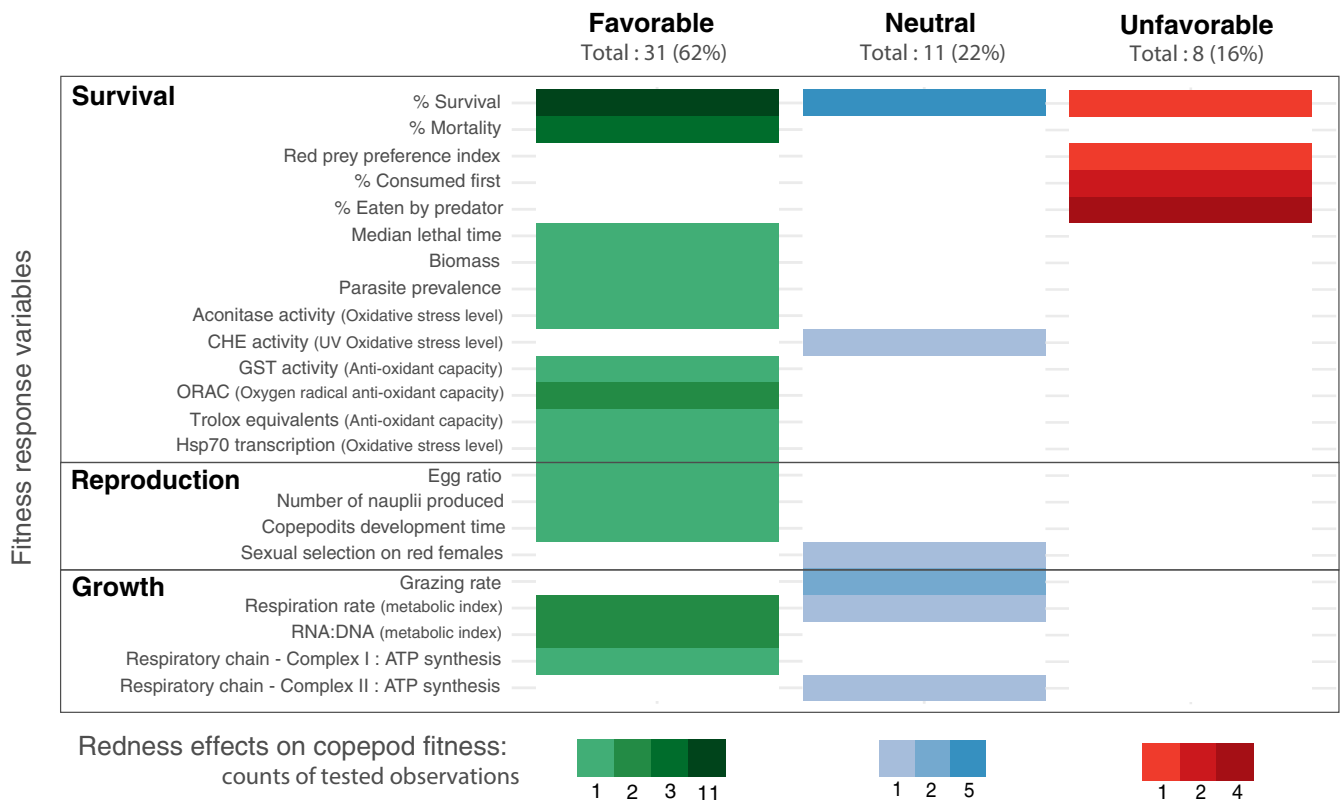 Favorable Neutral Unfavorable
Total : 31 (62%) Total : 11 (22%) Total : 8 (16%)
Fitness response variables
Survival
% Survival
% Mortality
Red prey preference index
% Consumed first
% Eaten by predator
Median lethal time
Biomass
Parasite prevalence
Aconitase activity (Oxidative stress level)
CHE activity (UV Oxidative stress level)
GST activity (Anti-oxidant capacity)
ORAC (Oxygen radical anti-oxidant capacity)
Trolox equivalents (Anti-oxidant capacity)
Hsp70 transcription (Oxidative stress level)
Reproduction
Egg ratio
Number of nauplii produced
Copepodits development time
Sexual selection on red females
Growth
Grazing rate
Respiration rate (metabolic index)
RNA:DNA (metabolic index)
Respiratory chain - Complex I : ATP synthesis
Respiratory chain - Complex II : ATP synthesis
Redness effects on copepod fitness:
counts of tested observations
1 2 3 11 1 2 5 1 2 4